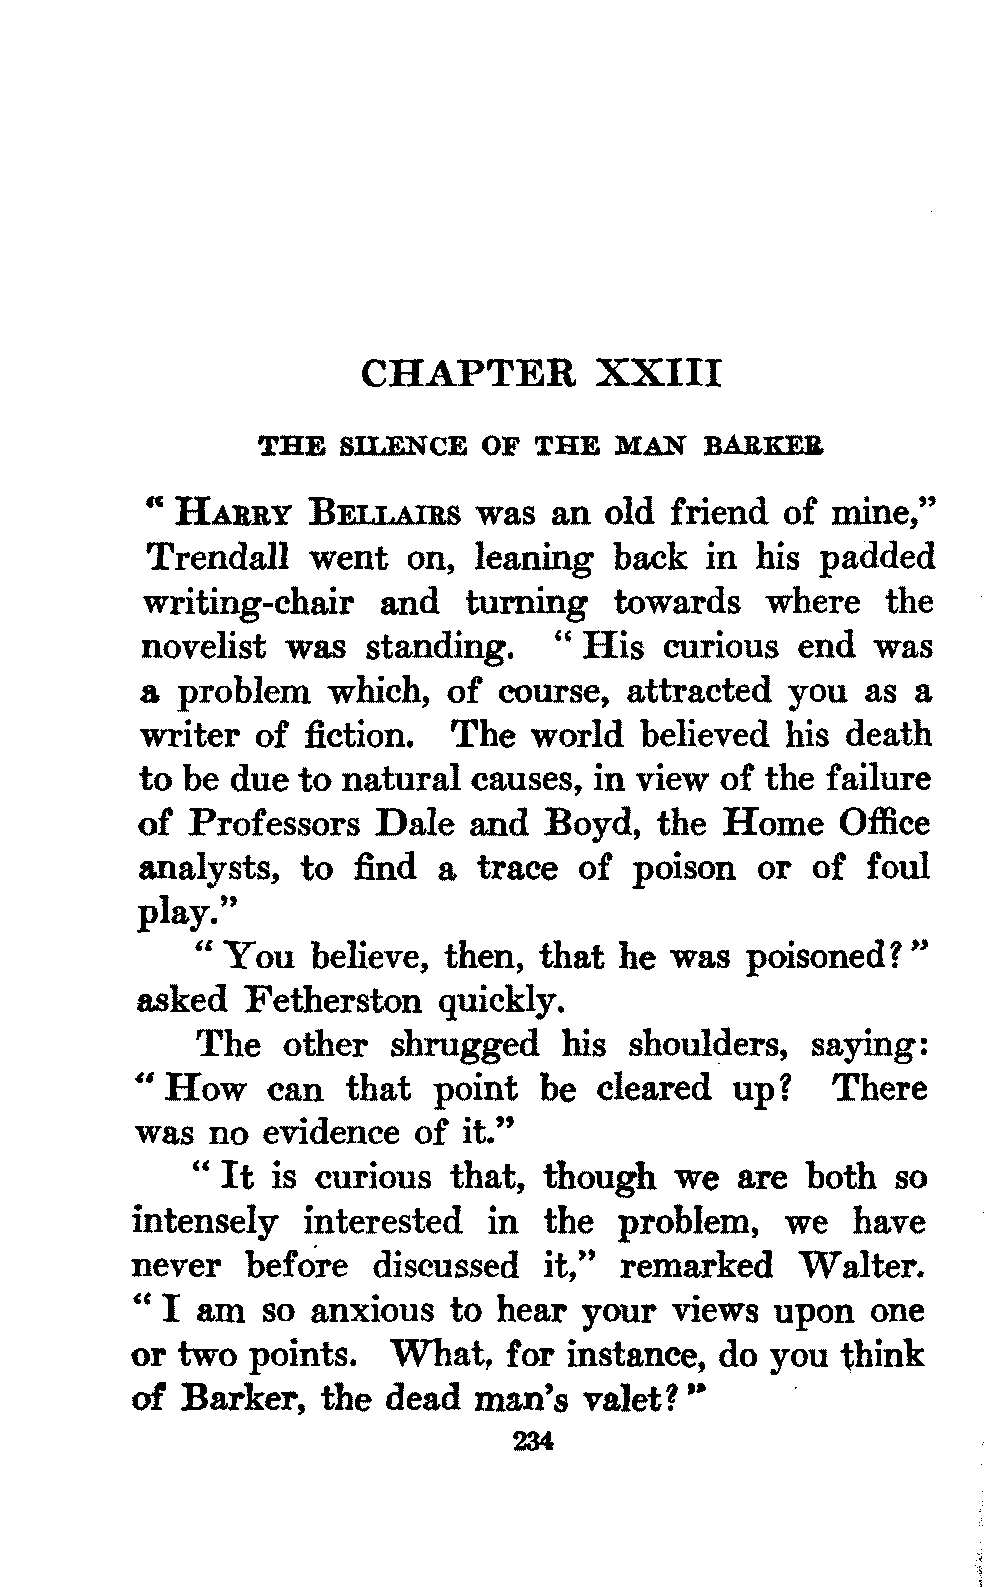 CHAPTER XXIII
THE SILENCE OF THE MAN BARKER
“ HARRY BELLAIRS was an old friend of mine,”
Trendall went on, leaning back in his padded
writing-chair and turning towards where the
novelist was standing. “ His curious end was
a problem which, of course, attracted you as a
writer of fiction. The world believed his death
to be due to natural causes, in view of the failure
of Professors Dale and Boyd, the Home Office
analysts, to find a trace of poison or of foul
play.”
“ You believe, then, that he was poisoned? ”
asked Fetherston quickly.
The other shrugged his shoulders, saying:
“ How can that point be cleared up? There
was no evidence of it.”
“ It is curious that, though we are both so
intensely interested in the problem, we have
never before discussed it,” remarked Walter.
“ I am so anxious to hear your views upon one
or two points. What, for instance, do you think
of Barker, the dead man’s valet? ”
234